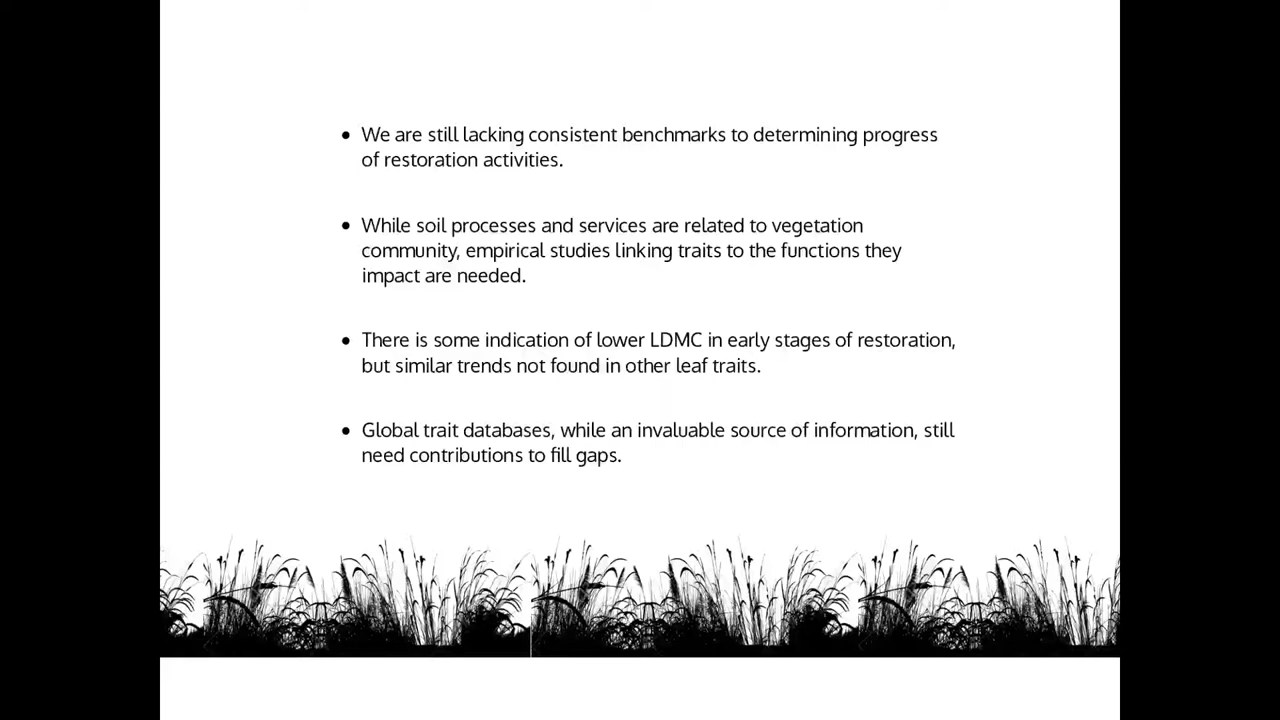 • We are still lacking consistent benchmarks to determining progress
of restoration activities.
• While soil processes and services are related to vegetation
community, empirical studies linking traits to the functions they
impact are needed.
• There is some indication of lower LDMC in early stages of restoration,
but similar trends not found in other leaf traits.
• Global trait databases, while an invaluable source of information, still
need contributions to fill gaps.